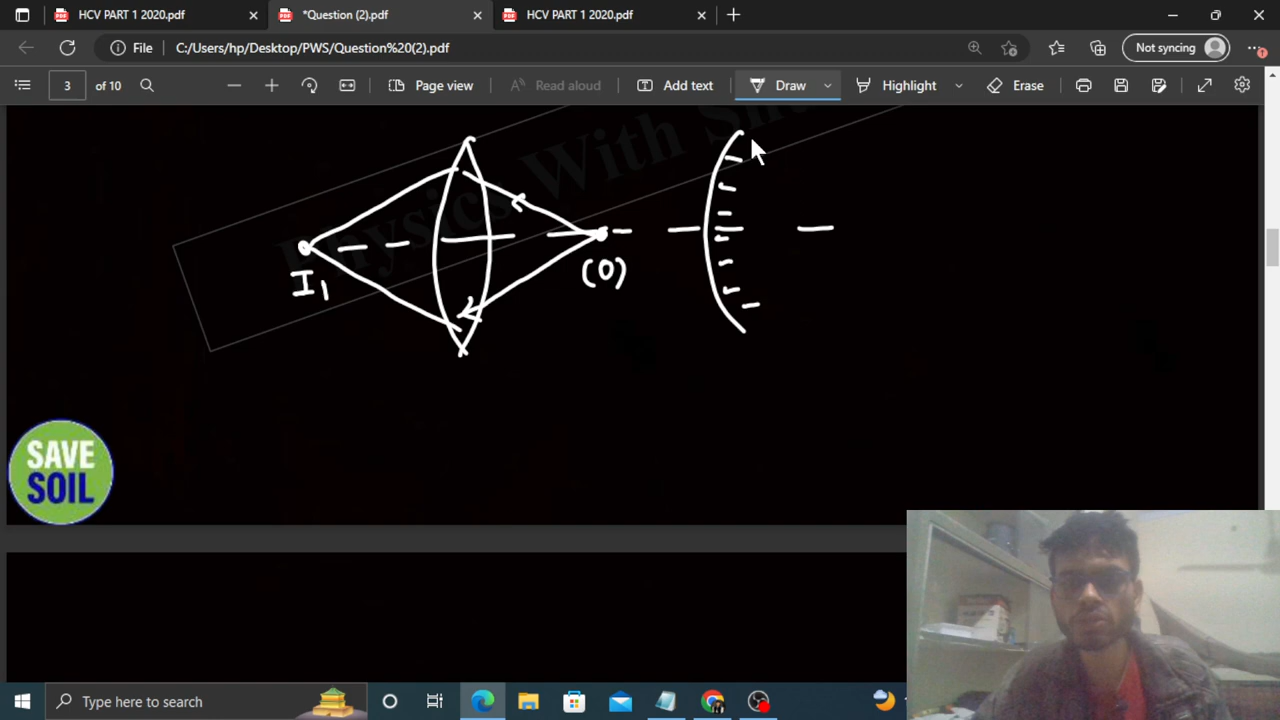 HCV PART 1 2020.pdf
*Question (2).pdf
HCV PART 1 2020.pdf
File
C:/Users/hp/Desktop/PWS/Question%20(2).pdf
Not syncing
3 of 10
Page view
Read aloud
Add text
Draw
Highlight
Erase
Physics With
I1
(O)
SAVE
SOIL
Type here to search